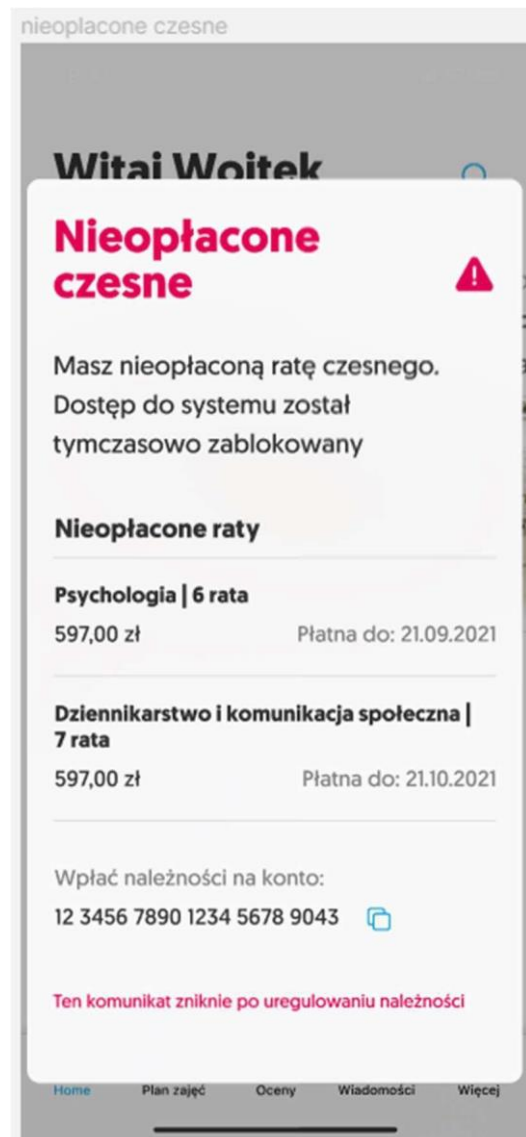 nieoplacone czesne
Witaj Wojtek
Nieopłacone
czesne
Masz nieopłaconą ratę czesnego.
Dostęp do systemu został
tymczasowo zablokowany
Nieopłacone raty
Psychologia | 6 rata
597,00 zł Płatna do: 21.09.2021
Dziennikarstwo i komunikacja społeczna |
7 rata
597,00 zł Płatna do: 21.10.2021
Wpłać należności na konto:
12 3456 7890 1234 5678 9043
Ten komunikat zniknie po uregulowaniu należności
Home Plan zajęć Oceny Wiadomości Więcej